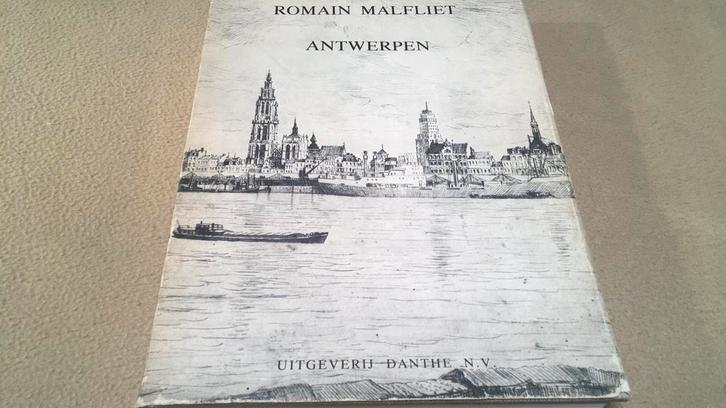 ROMAIN MALFLIET
ANTWERPEN
UITGEVERIJ DANTHE N.V.